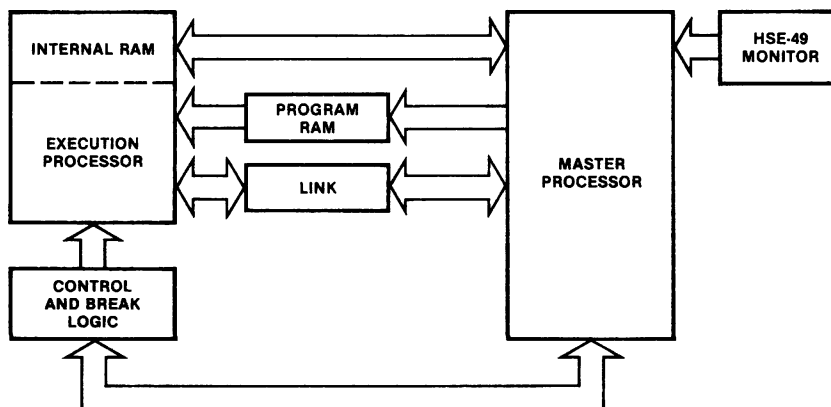 INTERNAL RAM
EXECUTION
PROCESSOR
PROGRAM
RAM
LINK
MASTER
PROCESSOR
HSE-49
MONITOR
CONTROL
AND BREAK
LOGIC